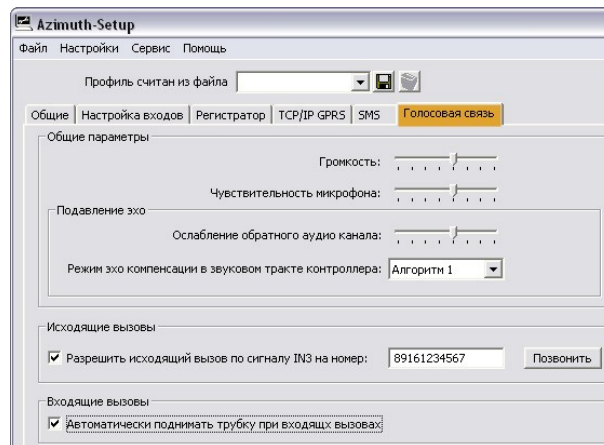 Azimuth-Setup
Файл Настройки Сервис Помощь
Профиль считан из файла
Общие Настройка входов Регистратор TCP/IP GPRS SMS Голосовая связь
Общие параметры
Громкость:
Чувствительность микрофона:
Подавление эхо
Ослабление обратного аудио канала:
Режим эхо компенсации в звуковом тракте контроллера: Алгоритм 1
Исходящие вызовы
Разрешить исходящий вызов по сигналу IN3 на номер: 89161234567 Позвонить
Входящие вызовы
Автоматически поднимать трубку при входящх вызовах